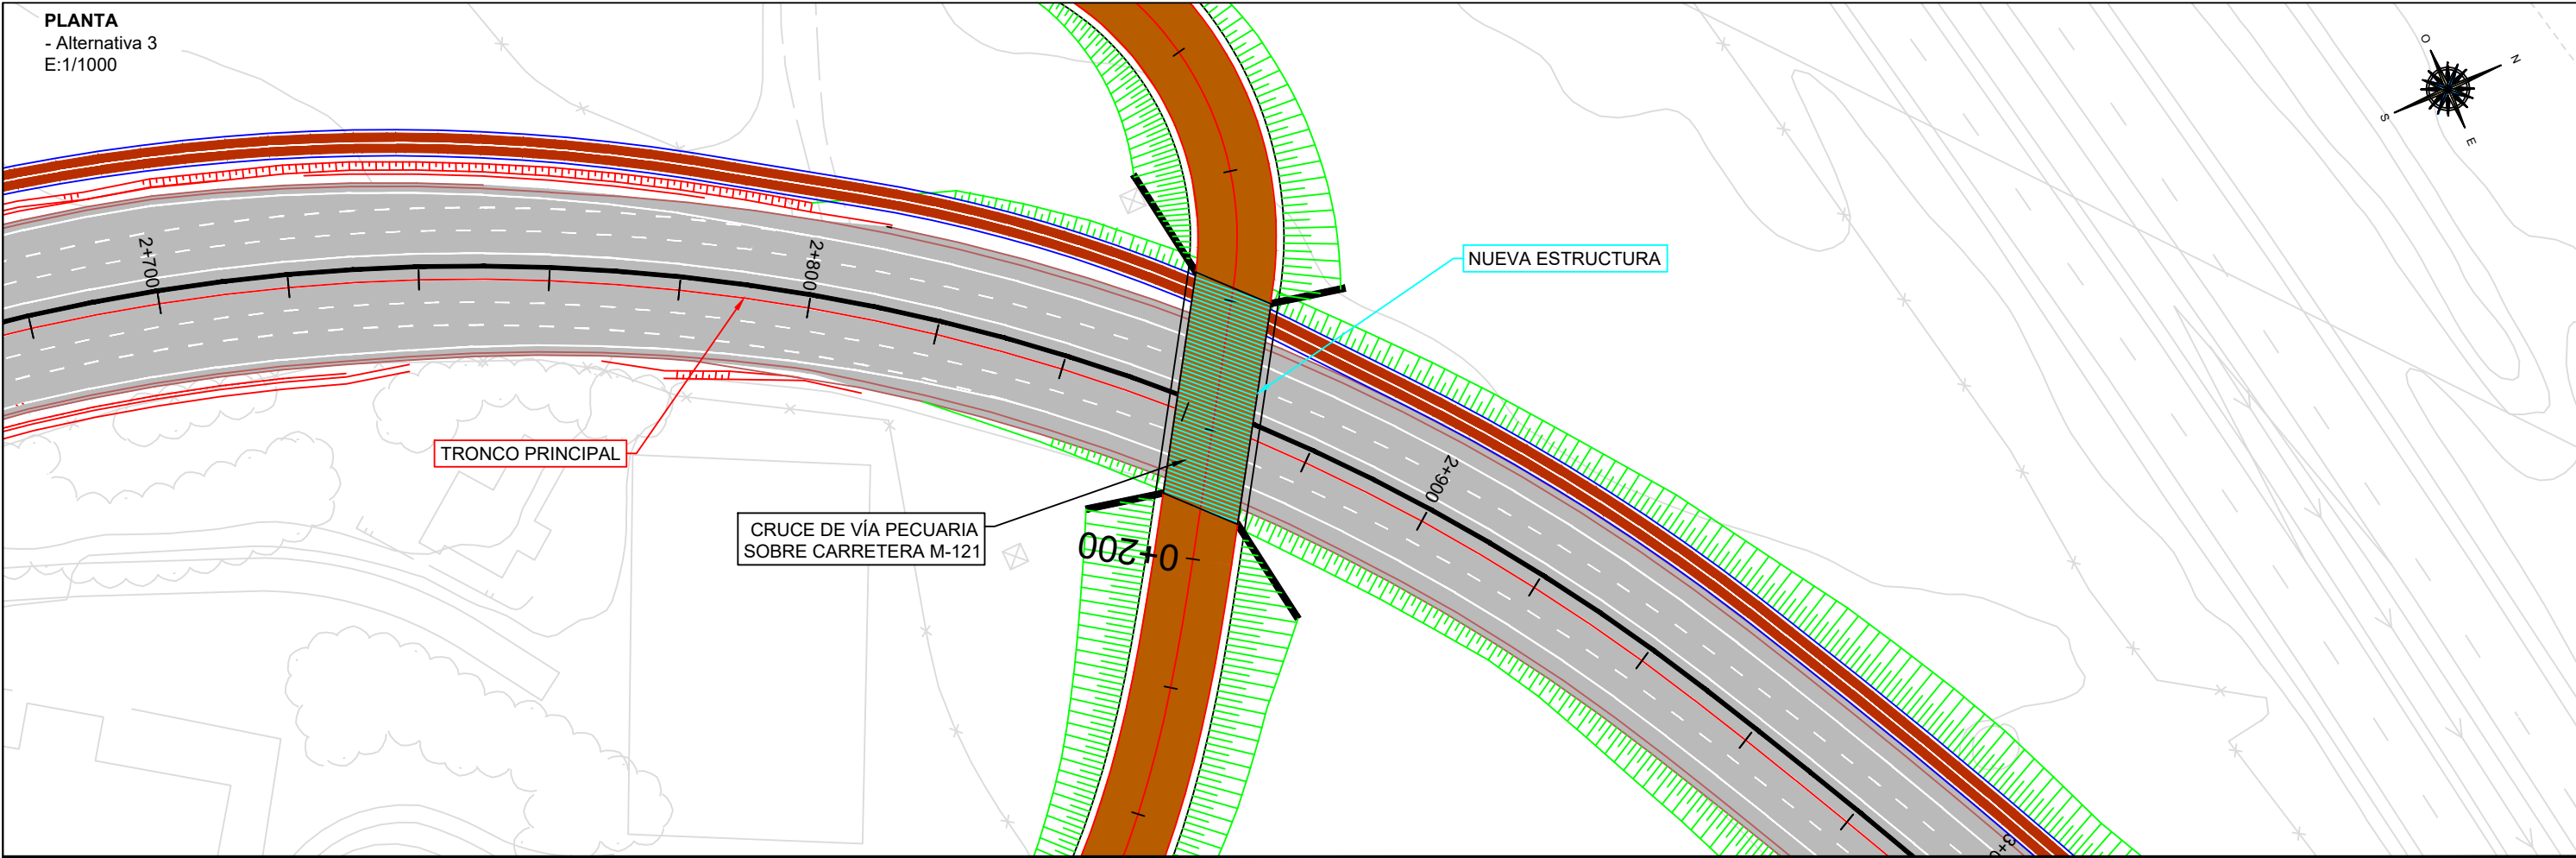 PLANTA
- Alternativa 3
E:1/1000
O
N
S
E
2+700
2+800
NUEVA ESTRUCTURA
TRONCO PRINCIPAL
2+900
CRUCE DE VÍA PECUARIA
SOBRE CARRETERA M-121
0+200